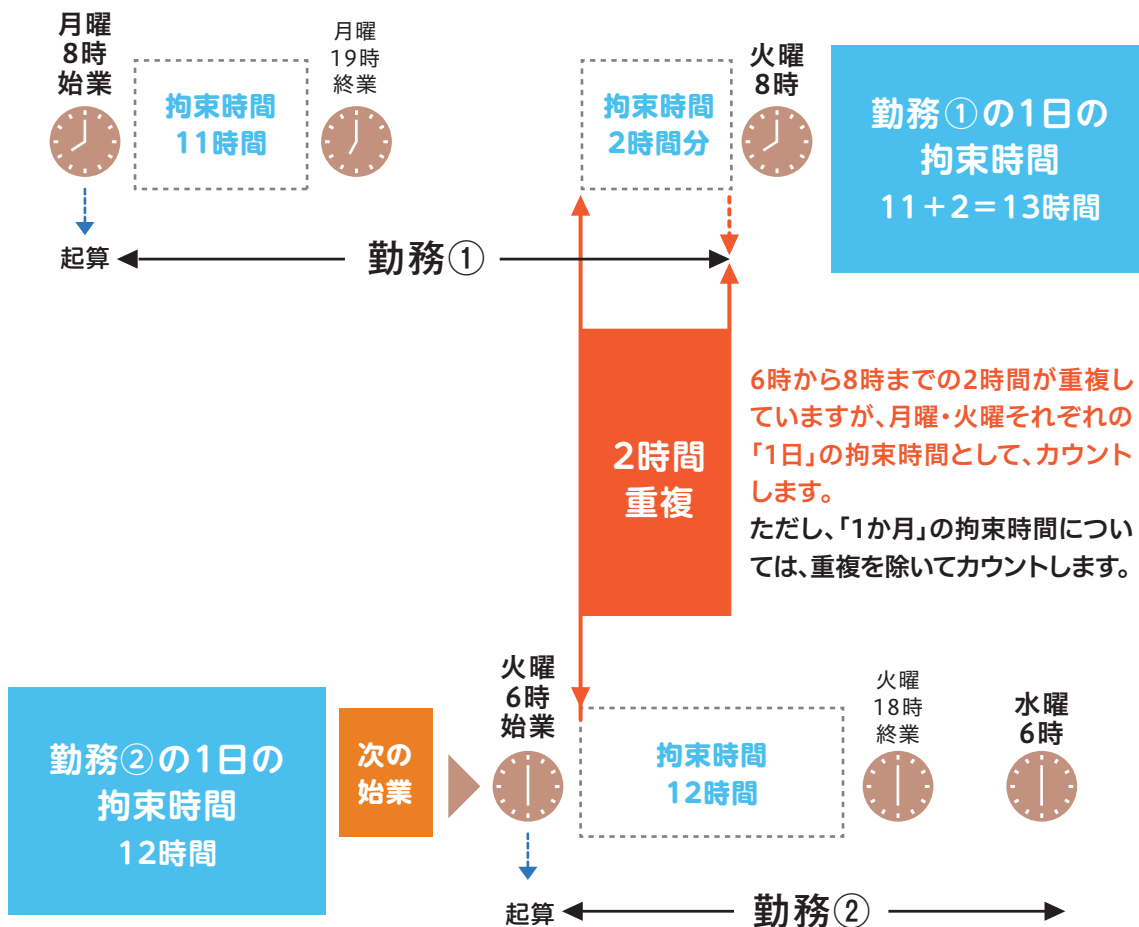 月曜
8時
始業
月曜
19時
終業
拘束時間
11時間
拘束時間
2時間分
火曜
8時
勤務①の1日の
拘束時間
11+2=13時間
起算
勤務①
2時間
重複
6時から8時までの2時間が重複し
ていますが、月曜・火曜それぞれの
「1日」の拘束時間として、カウント
します。
ただし、「1か月」の拘束時間につい
ては、重複を除いてカウントします。
勤務②の1日の
拘束時間
12時間
次の
始業
火曜
6時
始業
拘束時間
12時間
火曜
18時
終業
水曜
6時
起算
勤務②